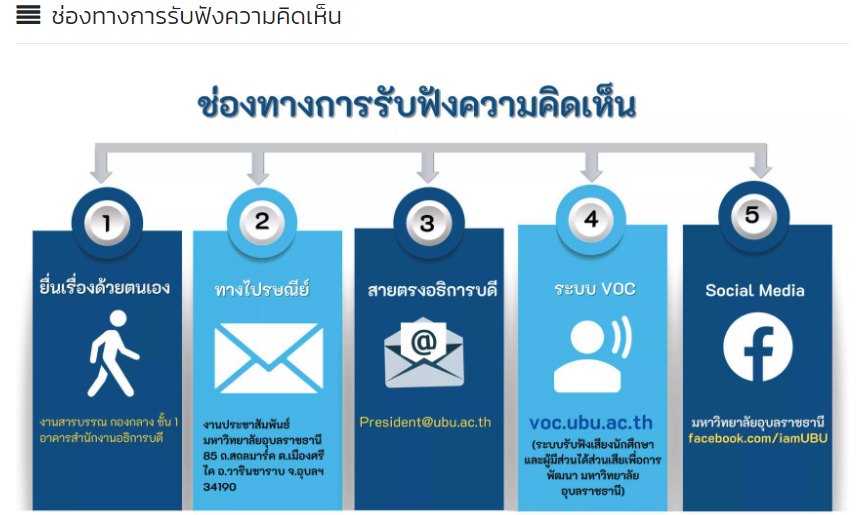 ช่องทางการรับฟังความคิดเห็น
ช่องทางการรับฟังความคิดเห็น
1
ยื่นเรื่องด้วยตนเอง
งานสารบรรณ กองกลาง ชั้น 1
อาคารสำนักงานอธิการบดี
2
ทางไปรษณีย์
งานประชาสัมพันธ์
มหาวิทยาลัยอุบลราชธานี
85 ถ.สถลมาร์ค ต.เมืองศรี
ไค อ.วารินชาราบ จ.อุบลฯ
34190
3
สายตรงอธิการบดี
@
President@ubu.ac.th
4
ระบบ VOC
voc.ubu.ac.th
(ระบบรับฟังเสียงนักศึกษา
และผู้มีส่วนได้ส่วนเสียเพื่อการ
พัฒนา มหาวิทยาลัย
อุบลราชธานี)
5
Social Media
f
มหาวิทยาลัยอุบลราชธานี
facebook.com/iamUBU